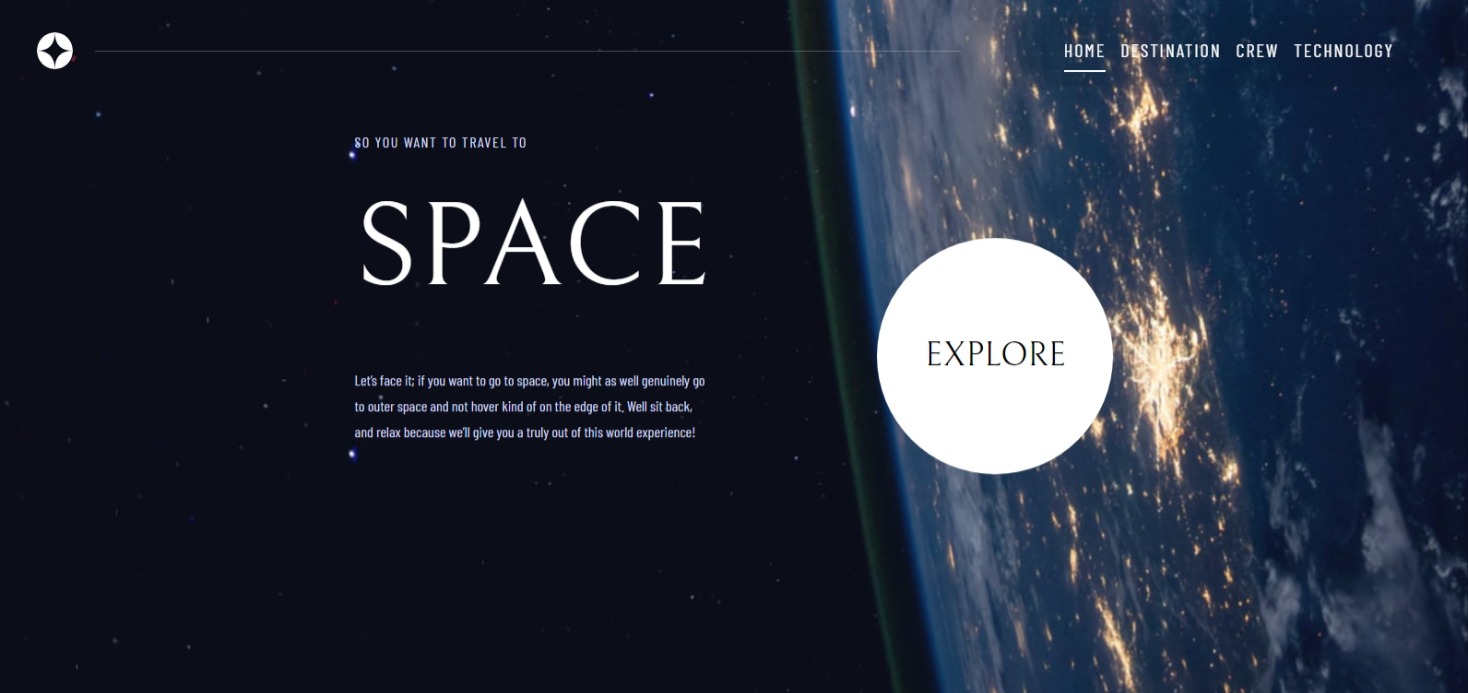 HOME DESTINATION CREW TECHNOLOGY
SO YOU WANT TO TRAVEL TO
SPACE
Let's face it; if you want to go to space, you might as well genuinely go
to outer space and not hover kind of on the edge of it. Well sit back,
and relax because we'll give you a truly out of this world experience!
EXPLORE